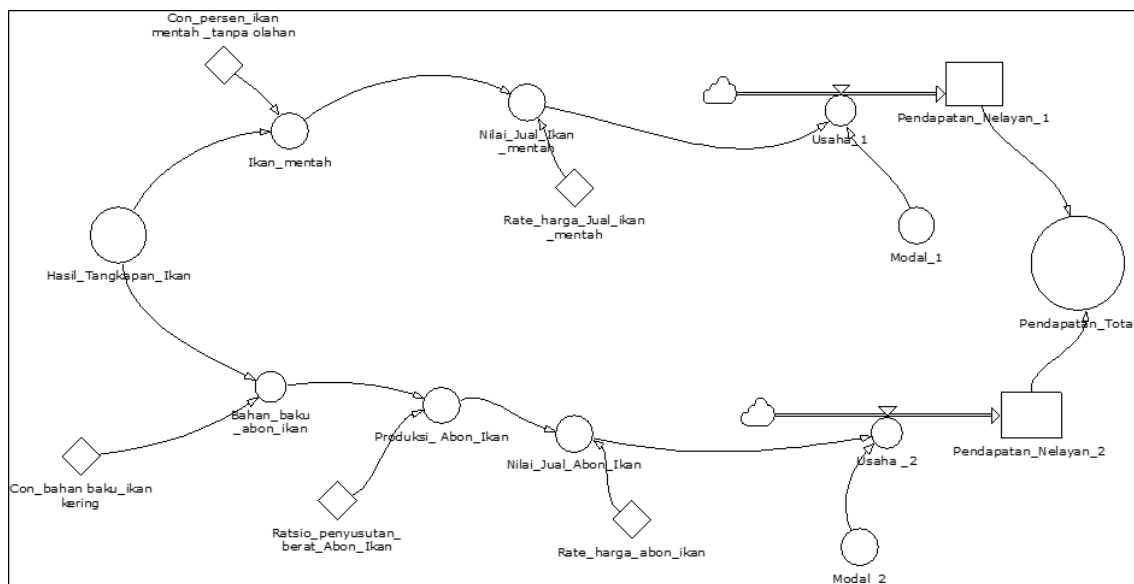 Con_persen_ikan
mentah _tanpa olahan
Ikan_mentah
Nilai_Jual_Ikan
_mentah
Rate_harga_Jual_ikan
_mentah
Usaha_1
Pendapatan_Nelayan_1
Modal_1
Hasil_Tangkapan_Ikan
Pendapatan_Total
Bahan_baku
_abon_ikan
Con_bahan baku_ikan
kering
Produksi_ Abon_Ikan
Ratsio_penyusutan_
berat_Abon_Ikan
Nilai_Jual_Abon_Ikan
Rate_harga_abon_ikan
Usaha _2
Pendapatan_Nelayan_2
Modal_2